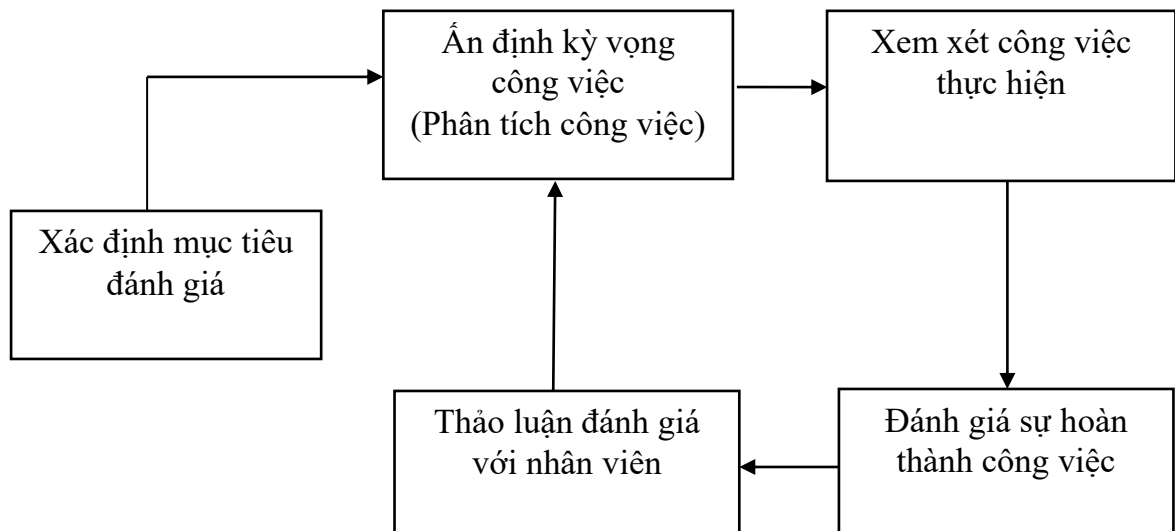 Ấn định kỳ vọng
công việc
(Phân tích công việc)
Xem xét công việc
thực hiện
Xác định mục tiêu
đánh giá
Thảo luận đánh giá
với nhân viên
Đánh giá sự hoàn
thành công việc